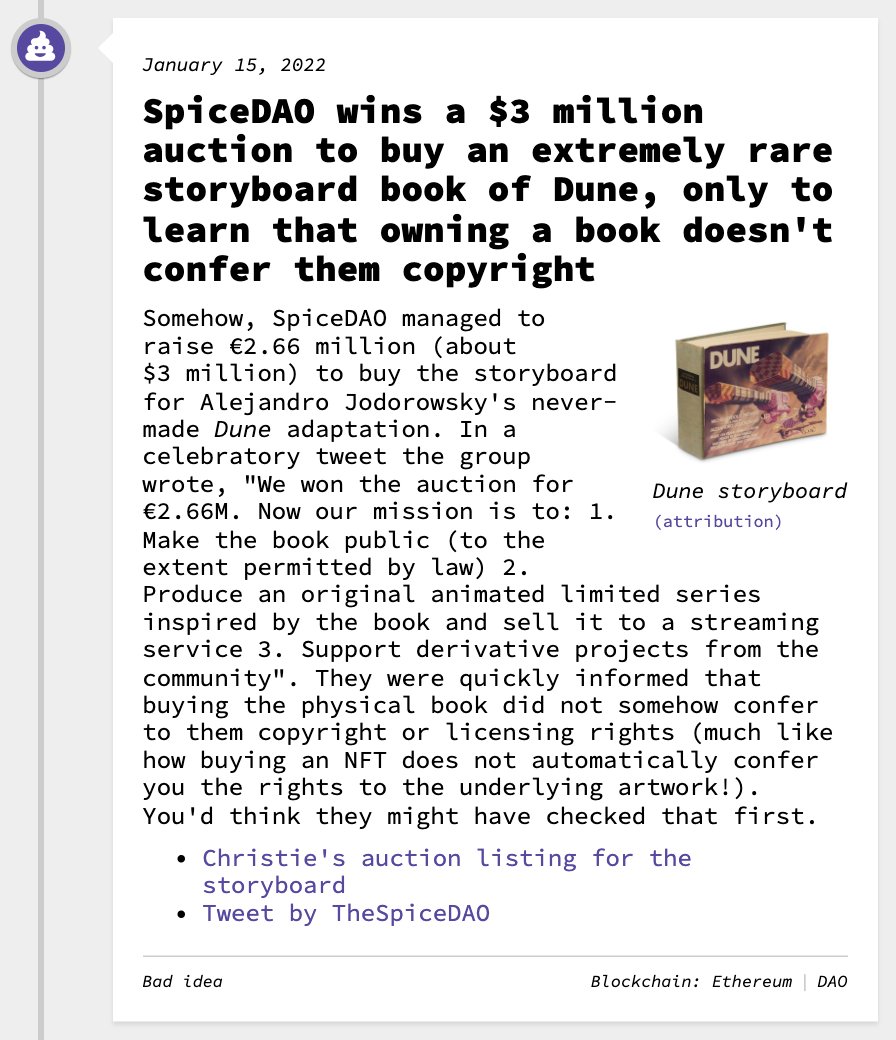 January 15, 2022
SpiceDAO wins a $3 million
auction to buy an extremely rare
storyboard book of Dune, only to
learn that owning a book doesn't
confer them copyright
Somehow, SpiceDAO managed to
raise €2.66 million (about
$3 million) to buy the storyboard
for Alejandro Jodorowsky's never-
made Dune adaptation. In a
celebratory tweet the group
wrote, "We won the auction for
€2.66M. Now our mission is to: 1.
Make the book public (to the
extent permitted by law) 2.
Produce an original animated limited series
inspired by the book and sell it to a streaming
service 3. Support derivative projects from the
community". They were quickly informed that
buying the physical book did not somehow confer
to them copyright or licensing rights (much like
how buying an NFT does not automatically confer
you the rights to the underlying artwork!).
You'd think they might have checked that first.
DUNE
DUNE
Dune storyboard
(attribution)
• Christie's auction listing for the
storyboard
• Tweet by TheSpiceDAO
Bad idea
Blockchain: Ethereum | DAO